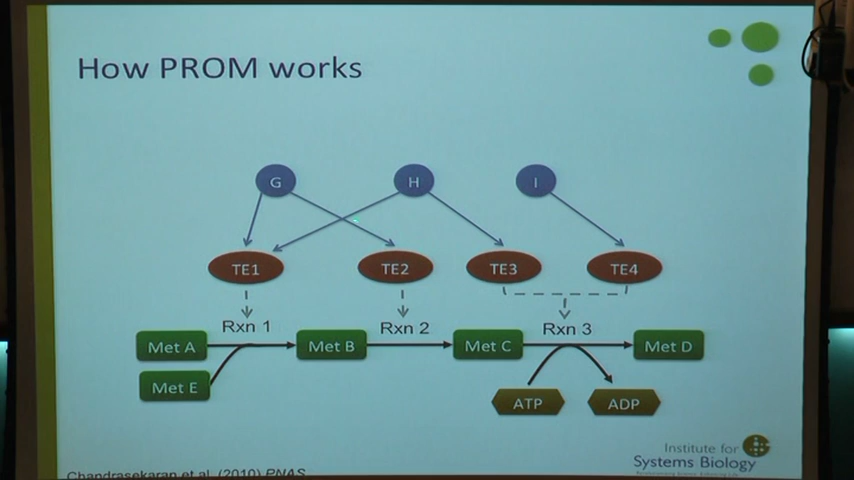 How PROM works
G
H
I
TE1
TE2
TE3
TE4
Rxn 1
Rxn 2
Rxn 3
Met A
Met B
Met C
Met D
Met E
ATP
ADP
Institute for
Systems Biology
Chandrasekaran et al. (2010) PNAS